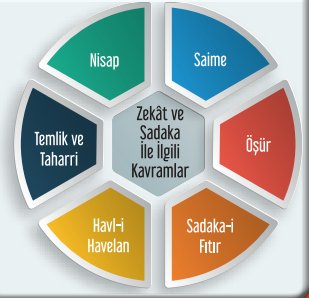 Nisap
Saime
Zekât ve
Sadaka
İle İlgili
Kavramlar
Temlik ve
Taharri
Öşür
Havl-i
Havelan
Sadaka-i
Fıtır